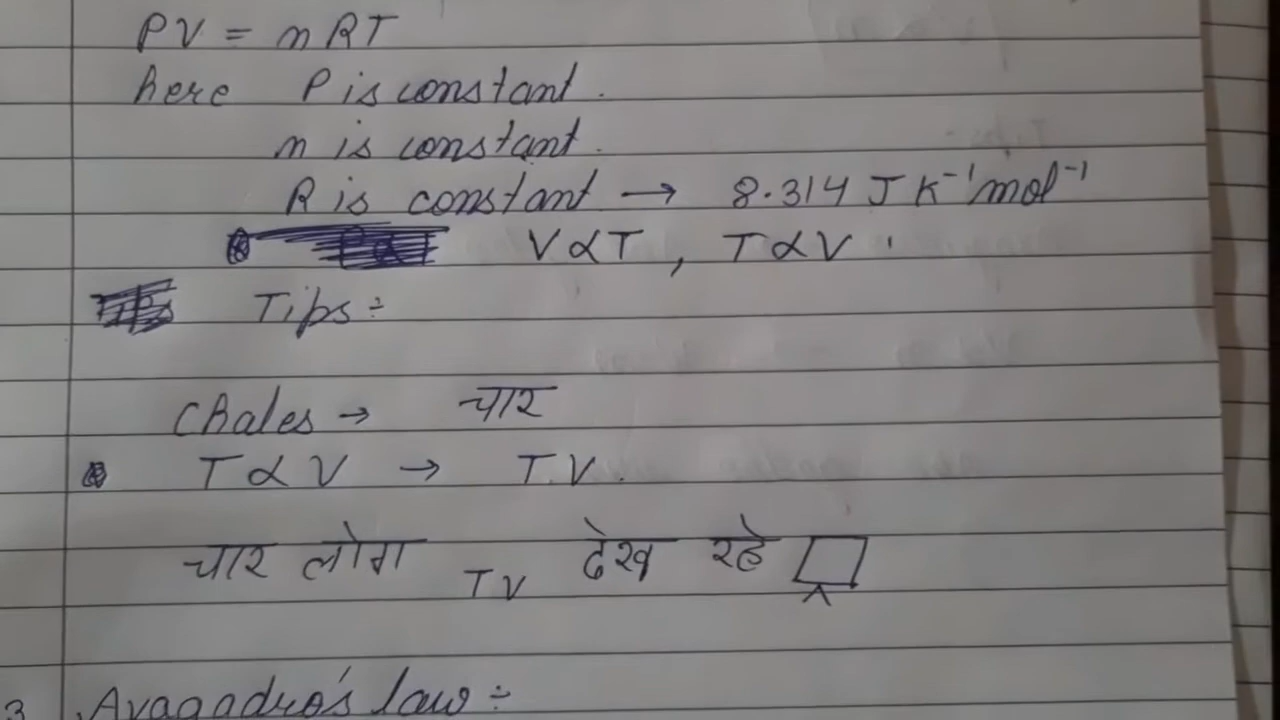 PV = nRT
here P is constant.
n is constant.
R is constant → 8.314 J K⁻¹ mol⁻¹
V∝T, T∝V.
Tips:-
Chales → चार
T∝V → T.V.
चार लोग TV देख रहे
3. Avagadro's law:-